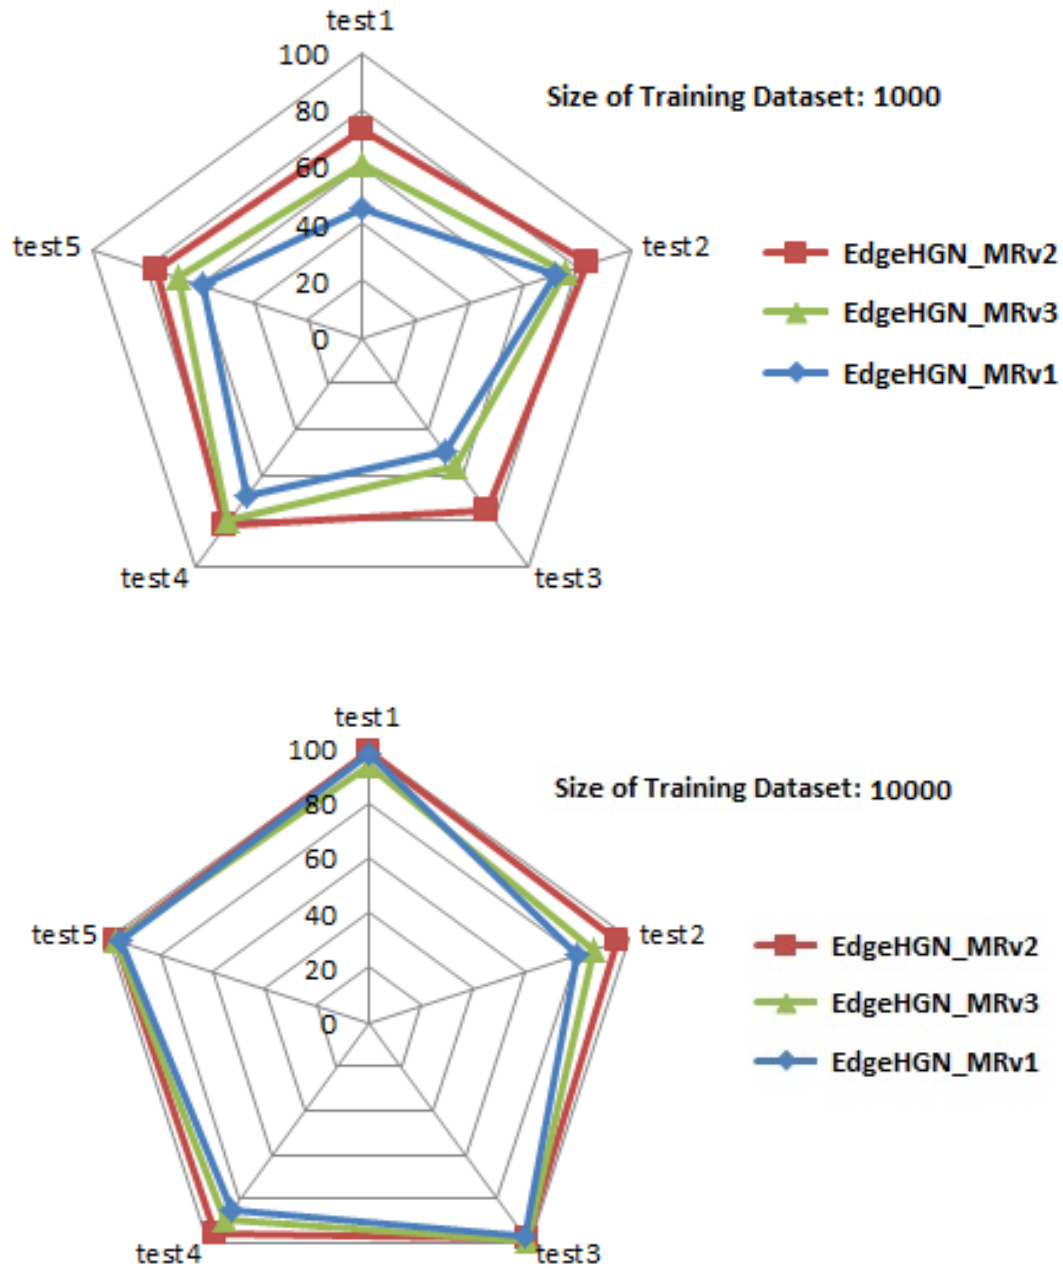 test1
100
Size of Training Dataset: 1000
80
60
test5
test2
40
EdgeHGN_MRv2
20
EdgeHGN_MRv3
0
EdgeHGN_MRv1
test4
test3
test1
100
Size of Training Dataset: 10000
80
60
40
test5
test2
EdgeHGN_MRv2
20
EdgeHGN_MRv3
0
EdgeHGN_MRv1
test4
test3